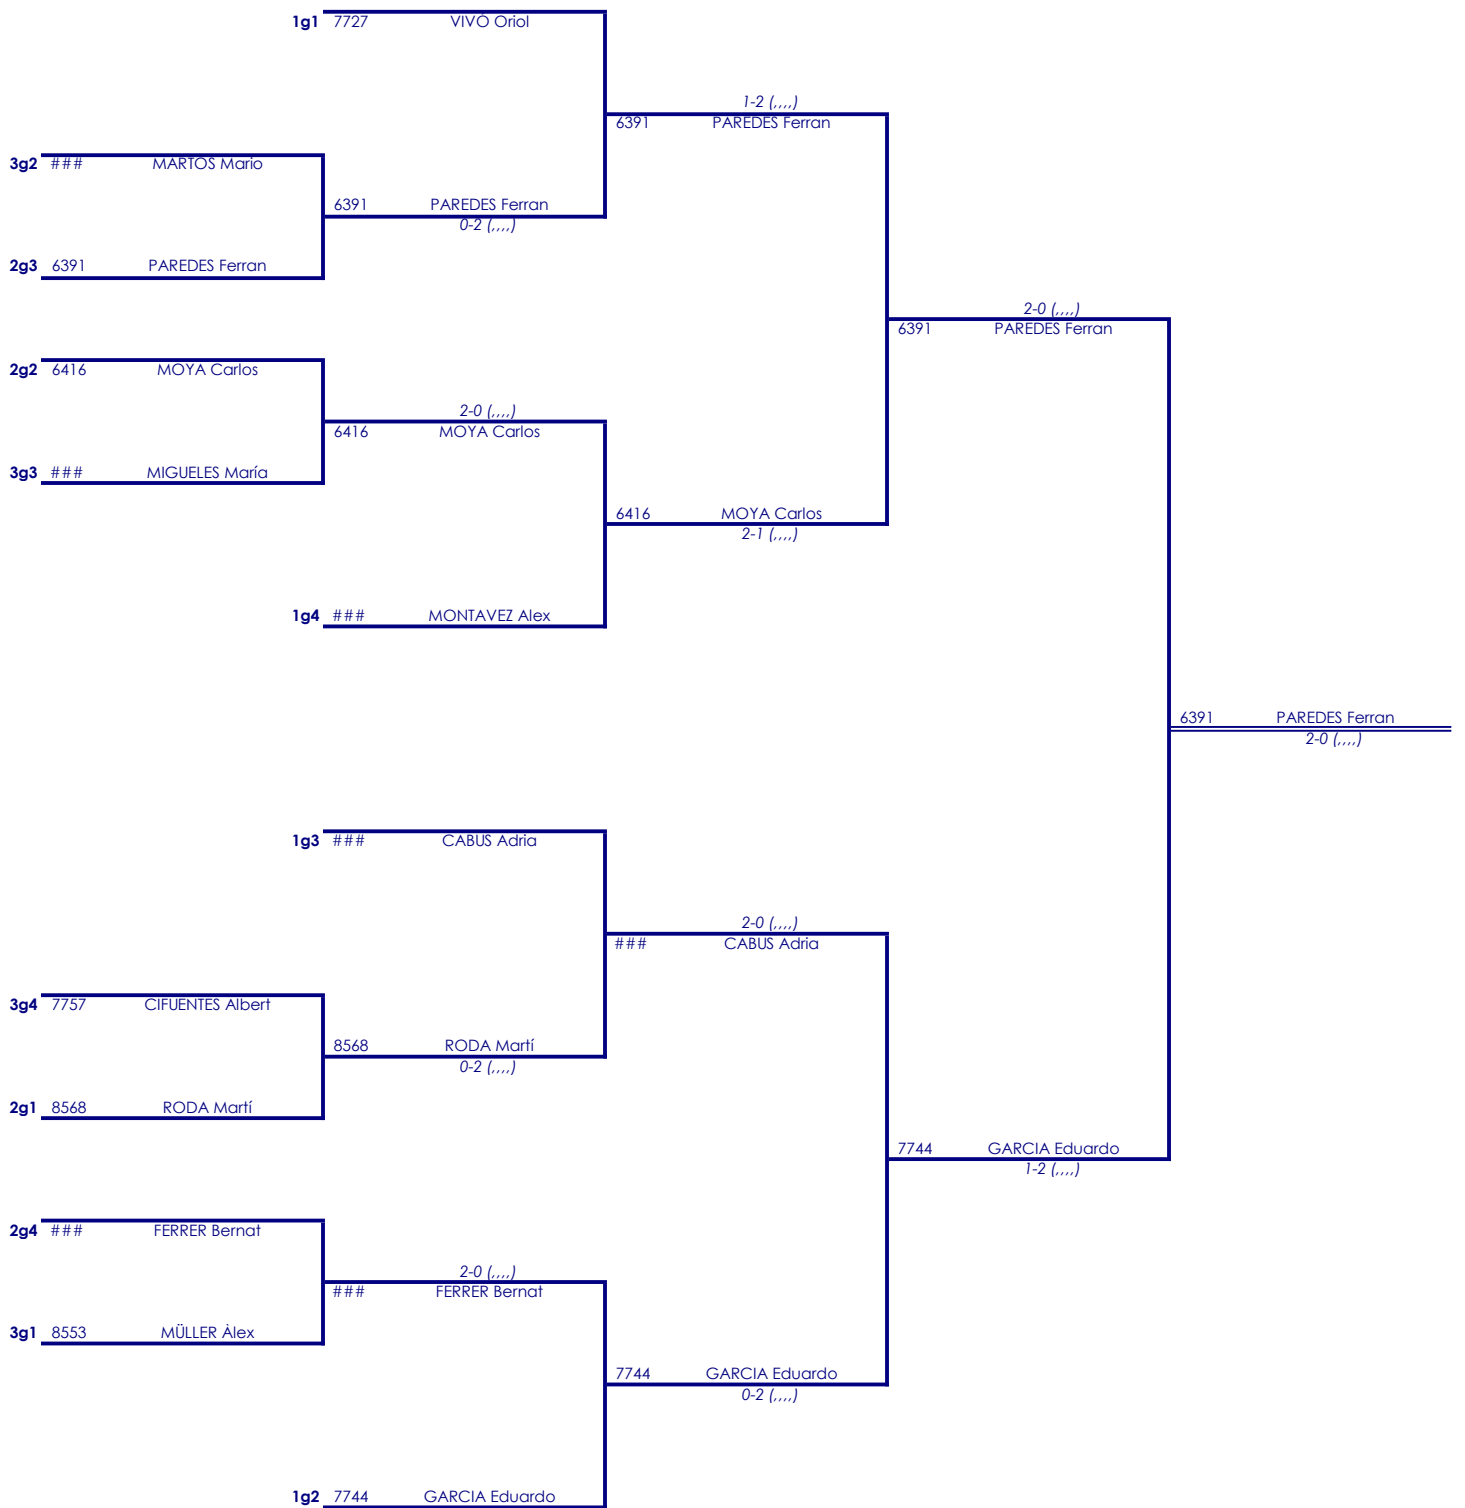 1g1 7727 VIVÓ Oriol
1-2 (,,,,)
6391 PAREDES Ferran
3g2 ### MARTOS Mario
6391 PAREDES Ferran
0-2 (,,,,)
2g3 6391 PAREDES Ferran
2-0 (,,,,)
6391 PAREDES Ferran
2g2 6416 MOYA Carlos
2-0 (,,,,)
6416 MOYA Carlos
3g3 ### MIGUELES María
6416 MOYA Carlos
2-1 (,,,,)
1g4 ### MONTAVEZ Alex
6391 PAREDES Ferran
2-0 (,,,,)
1g3 ### CABUS Adria
2-0 (,,,,)
### CABUS Adria
3g4 7757 CIFUENTES Albert
8568 RODA Martí
0-2 (,,,,)
2g1 8568 RODA Martí
7744 GARCIA Eduardo
1-2 (,,,,)
2g4 ### FERRER Bernat
2-0 (,,,,)
### FERRER Bernat
3g1 8553 MÜLLER Àlex
7744 GARCIA Eduardo
0-2 (,,,,)
1g2 7744 GARCIA Eduardo